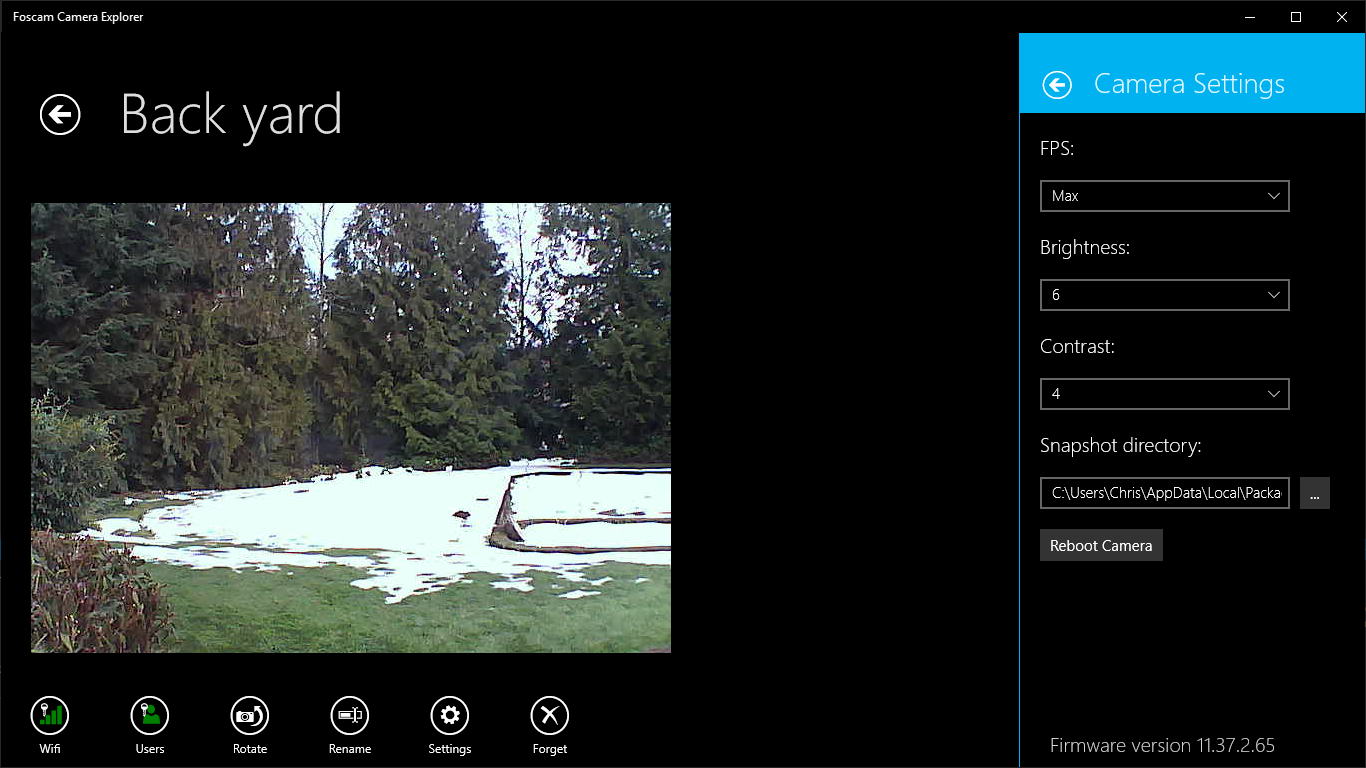 Foscam Camera Explorer
Back yard
Camera Settings
FPS:
Max
Brightness:
6
Contrast:
4
Snapshot directory:
C:\Users\Chris\AppData\Local\Packa
...
Reboot Camera
Wifi
Users
Rotate
Rename
Settings
Forget
Firmware version 11.37.2.65